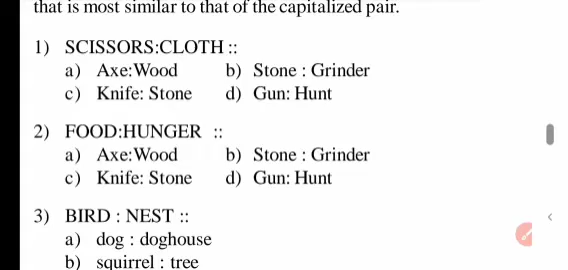 that is most similar to that of the capitalized pair.
1) SCISSORS:CLOTH ::
a) Axe:Wood b) Stone : Grinder
c) Knife: Stone d) Gun: Hunt
2) FOOD:HUNGER ::
a) Axe:Wood b) Stone : Grinder
c) Knife: Stone d) Gun: Hunt
3) BIRD : NEST ::
a) dog : doghouse
b) squirrel : tree